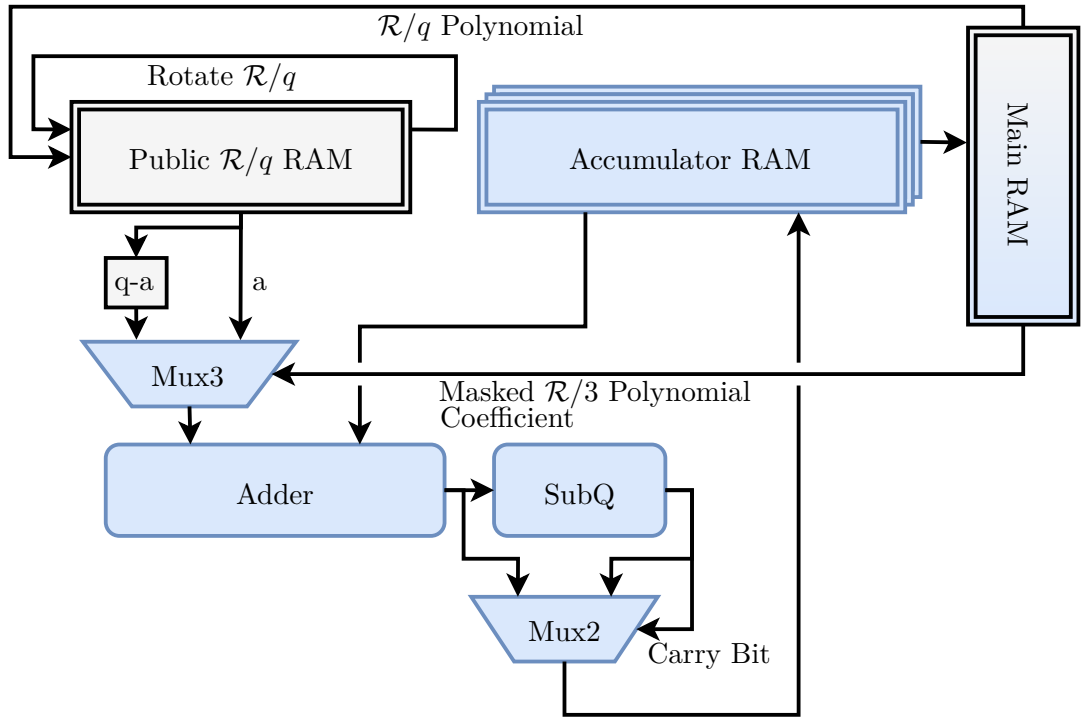 ℛ/q Polynomial
Rotate ℛ/q
Public ℛ/q RAM
Accumulator RAM
Main RAM
q-a
a
Mux3
Masked ℛ/3 Polynomial
Coefficient
Adder
SubQ
Mux2
Carry Bit